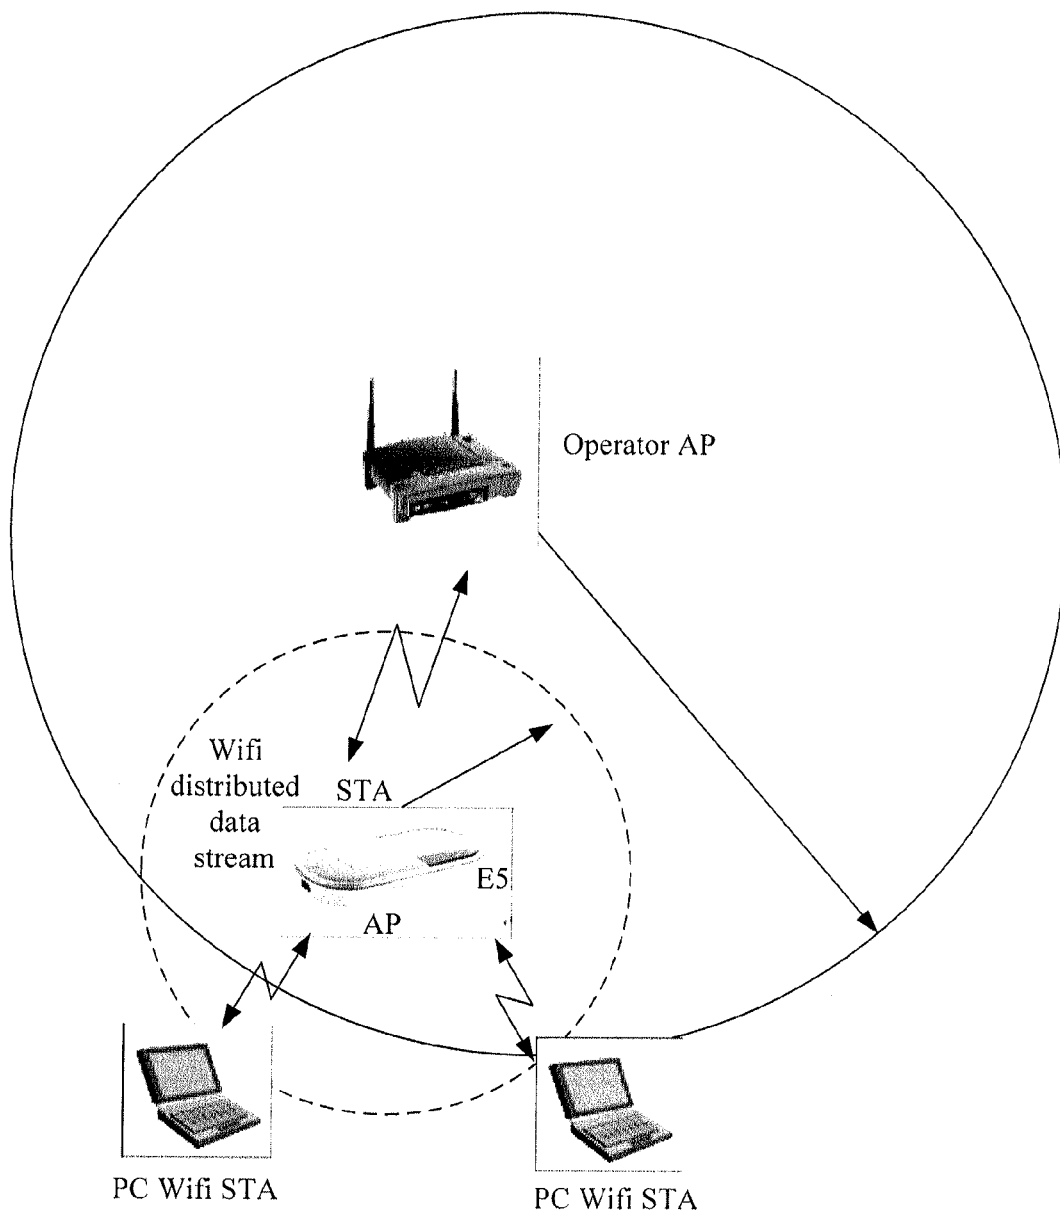 Operator AP
Wifi
distributed
data
stream
STA
E5
AP
PC Wifi STA
PC Wifi STA